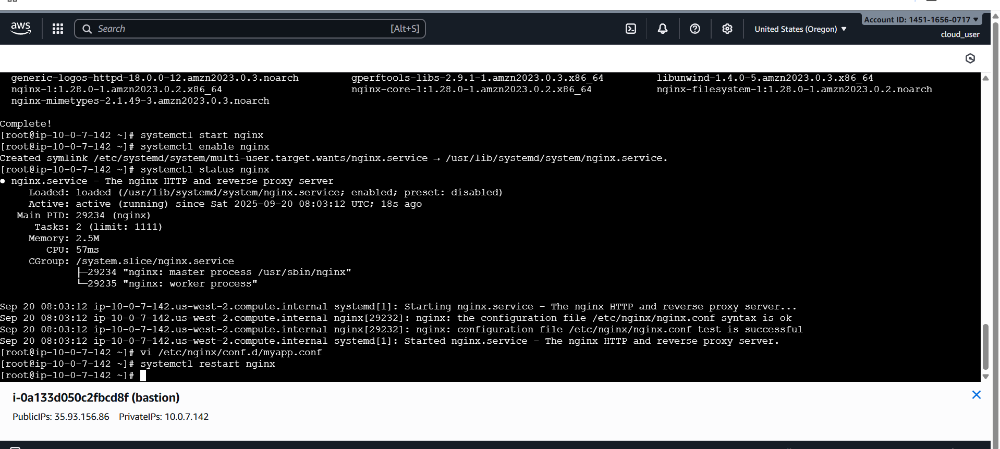 aws
Search
[Alt+S]
United States (Oregon)
Account ID: 1451-1656-0717
cloud_user
generic-logos-httpd-18.0.0-12.amzn2023.0.3.noarch gperftools-libs-2.9.1-1.amzn2023.0.3.x86_64 libunwind-1.4.0-5.amzn2023.0.3.x86_64
nginx-1:1.28.0-1.amzn2023.0.2.x86_64 nginx-core-1:1.28.0-1.amzn2023.0.2.x86_64 nginx-filesystem-1:1.28.0-1.amzn2023.0.2.noarch
nginx-mimetypes-2.1.49-3.amzn2023.0.3.noarch
Complete!
[root@ip-10-0-7-142 ~]# systemctl start nginx
[root@ip-10-0-7-142 ~]# systemctl enable nginx
Created symlink /etc/systemd/system/multi-user.target.wants/nginx.service → /usr/lib/systemd/system/nginx.service.
[root@ip-10-0-7-142 ~]# systemctl status nginx
● nginx.service - The nginx HTTP and reverse proxy server
Loaded: loaded (/usr/lib/systemd/system/nginx.service; enabled; preset: disabled)
Active: active (running) since Sat 2025-09-20 08:03:12 UTC; 18s ago
Main PID: 29234 (nginx)
Tasks: 2 (limit: 1111)
Memory: 2.5M
CPU: 57ms
CGroup: /system.slice/nginx.service
├─29234 "nginx: master process /usr/sbin/nginx"
└─29235 "nginx: worker process"
Sep 20 08:03:12 ip-10-0-7-142.us-west-2.compute.internal systemd[1]: Starting nginx.service - The nginx HTTP and reverse proxy server...
Sep 20 08:03:12 ip-10-0-7-142.us-west-2.compute.internal nginx[29232]: nginx: the configuration file /etc/nginx/nginx.conf syntax is ok
Sep 20 08:03:12 ip-10-0-7-142.us-west-2.compute.internal nginx[29232]: nginx: configuration file /etc/nginx/nginx.conf test is successful
Sep 20 08:03:12 ip-10-0-7-142.us-west-2.compute.internal systemd[1]: Started nginx.service - The nginx HTTP and reverse proxy server.
[root@ip-10-0-7-142 ~]# vi /etc/nginx/conf.d/myapp.conf
[root@ip-10-0-7-142 ~]# systemctl restart nginx
[root@ip-10-0-7-142 ~]#
i-0a133d050c2fbcd8f (bastion)
PublicIPs: 35.93.156.86 PrivateIPs: 10.0.7.142